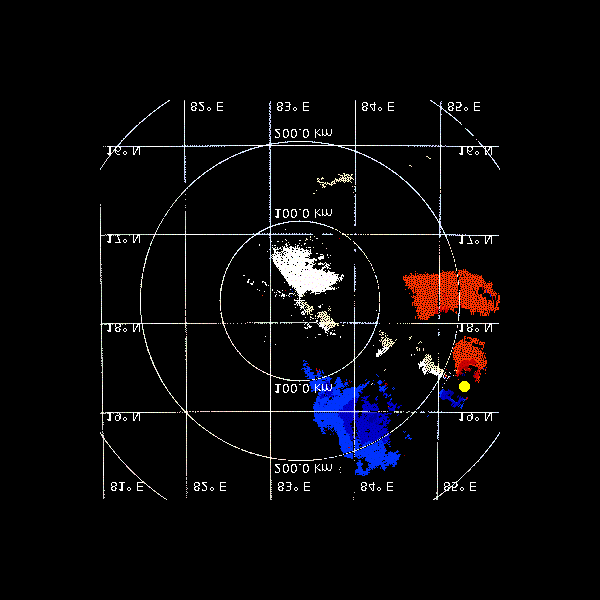 82° E 83° E 84° E 85° E
200.0 km
16° N 16° N
100.0 km
17° N 17° N
18° N 18° N
100.0 km
19° N 19° N
200.0 km
81° E 82° E 83° E 84° E 85° E